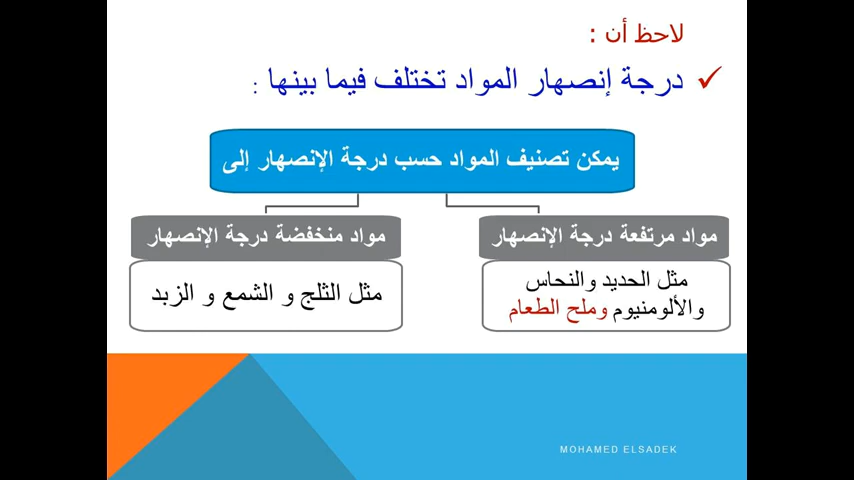 لاحظ أن :
✓ درجة إنصهار المواد تختلف فيما بينها :
يمكن تصنيف المواد حسب درجة الإنصهار إلى
مواد مرتفعة درجة الإنصهار
مثل الحديد والنحاس
والألومنيوم وملح الطعام
مواد منخفضة درجة الإنصهار
مثل الثلج و الشمع و الزبد
MOHAMED ELSADEK